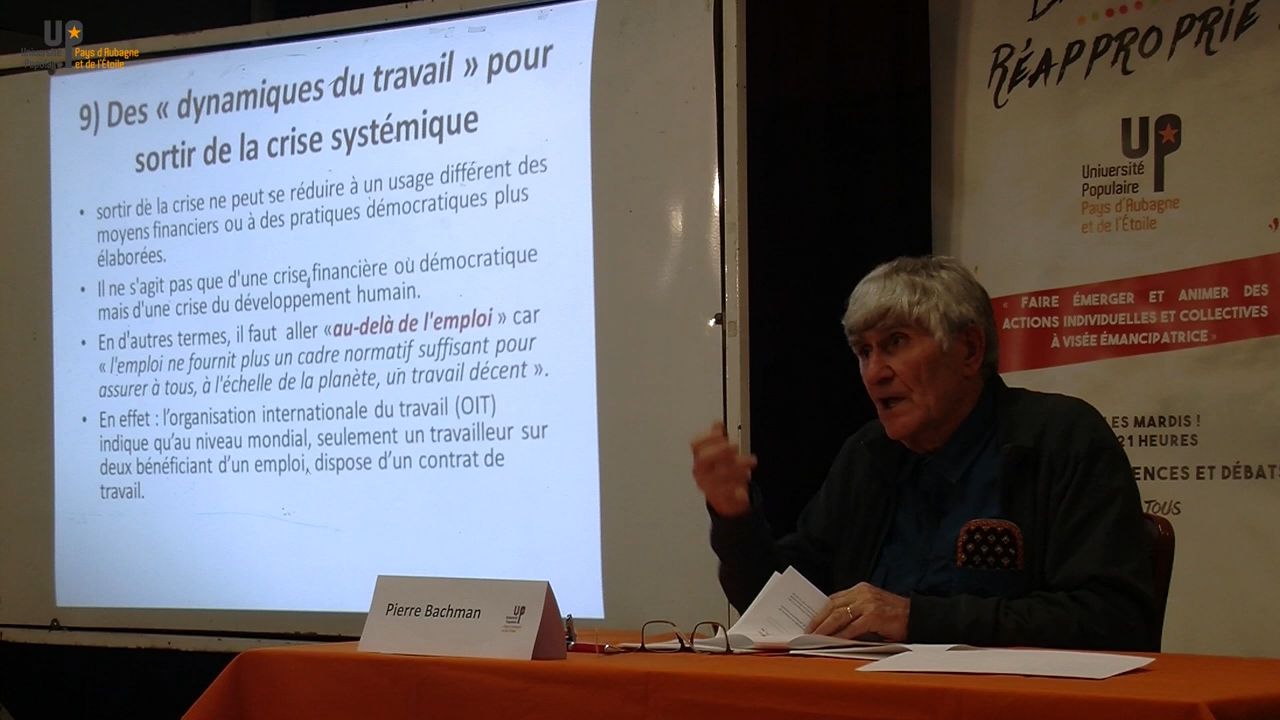 UP
Université
Populaire
Pays d'Aubagne
et de l'Étoile
9) Des « dynamiques du travail » pour
sortir de la crise systémique
• sortir de la crise ne peut se réduire à un usage différent des
moyens financiers ou à des pratiques démocratiques plus
élaborées.
• Il ne s'agit pas que d'une crise financière où démocratique
mais d'une crise du développement humain.
• En d'autres termes, il faut aller «au-delà de l'emploi » car
« l'emploi ne fournit plus un cadre normatif suffisant pour
assurer à tous, à l'échelle de la planète, un travail décent ».
• En effet : l'organisation internationale du travail (OIT)
indique qu'au niveau mondial, seulement un travailleur sur
deux bénéficiant d'un emploi, dispose d'un contrat de
travail.
Pierre Bachman
UP
RÉAPPROPRIE
UP
Université
Populaire
Pays d'Aubagne
et de l'Étoile
« FAIRE ÉMERGER ET ANIMER DES
ACTIONS INDIVIDUELLES ET COLLECTIVES
À VISÉE ÉMANCIPATRICE »
LES MARDIS !
21 HEURES
ENCES ET DÉBAT
TOUS